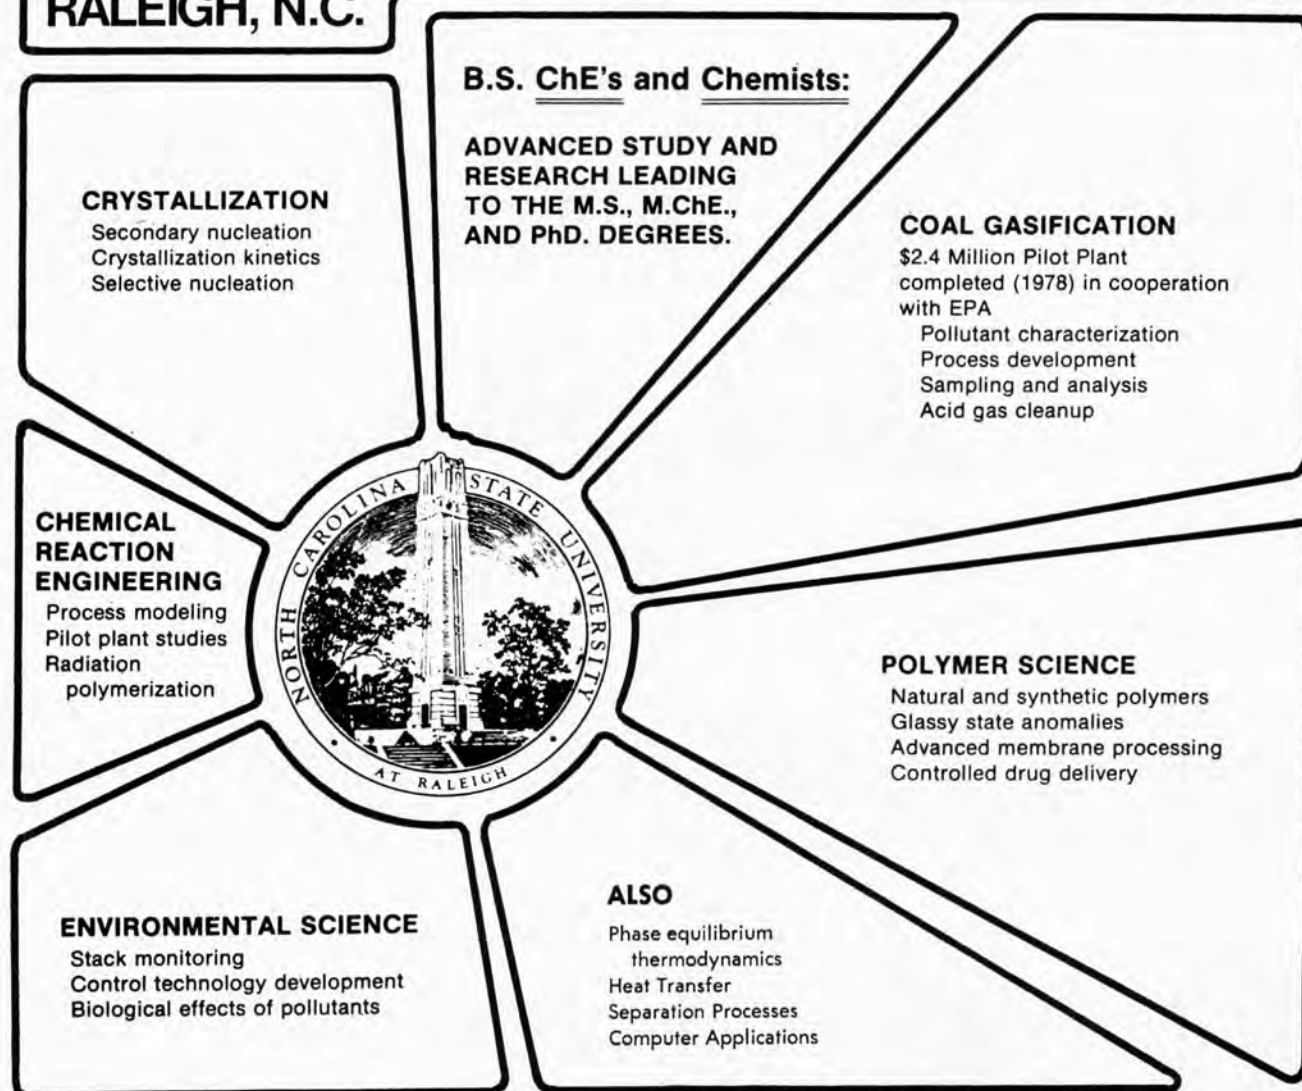 RALEIGH, N.C.
B.S. ChE's and Chemists:
ADVANCED STUDY AND
RESEARCH LEADING
TO THE M.S., M.ChE.,
AND PhD. DEGREES.
CRYSTALLIZATION
Secondary nucleation
Crystallization kinetics
Selective nucleation
COAL GASIFICATION
$2.4 Million Pilot Plant
completed (1978) in cooperation
with EPA
Pollutant characterization
Process development
Sampling and analysis
Acid gas cleanup
CHEMICAL
REACTION
ENGINEERING
Process modeling
Pilot plant studies
Radiation
polymerization
NORTH CAROLINA STATE UNIVERSITY
AT RALEIGH
POLYMER SCIENCE
Natural and synthetic polymers
Glassy state anomalies
Advanced membrane processing
Controlled drug delivery
ENVIRONMENTAL SCIENCE
Stack monitoring
Control technology development
Biological effects of pollutants
ALSO
Phase equilibrium
thermodynamics
Heat Transfer
Separation Processes
Computer Applications